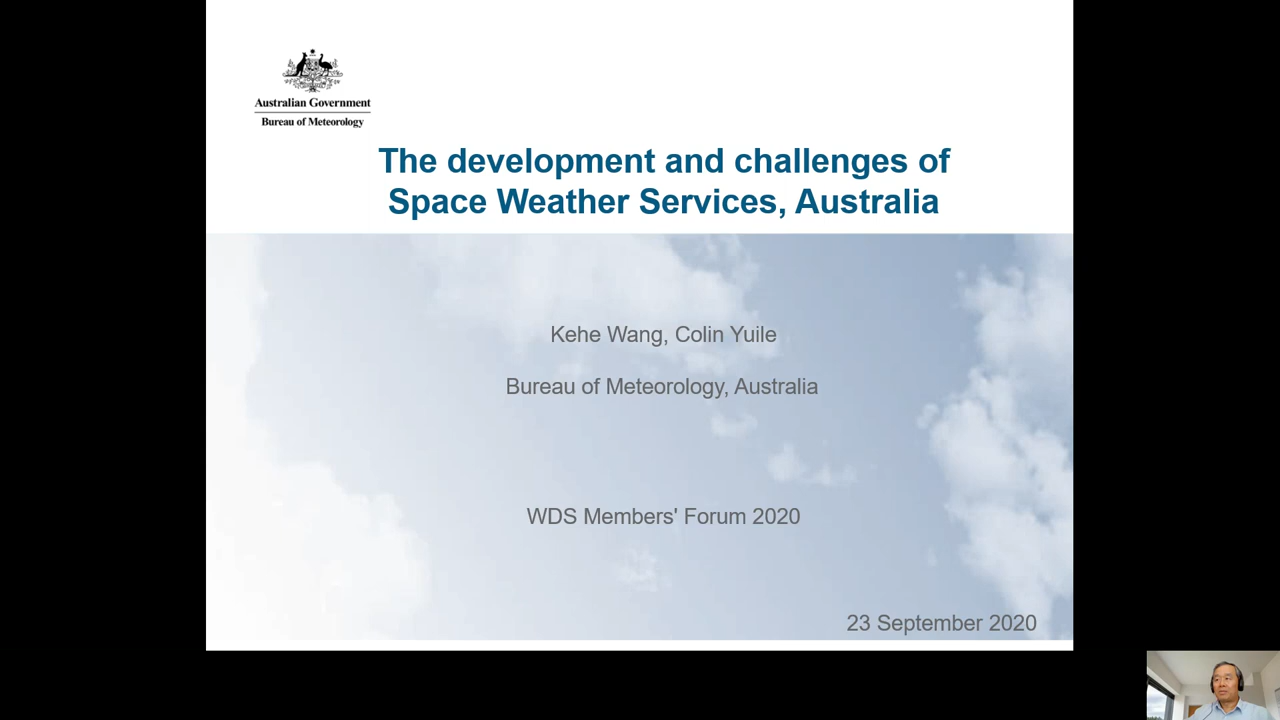 Australian Government
Bureau of Meteorology
The development and challenges of
Space Weather Services, Australia
Kehe Wang, Colin Yuile
Bureau of Meteorology, Australia
WDS Members' Forum 2020
23 September 2020